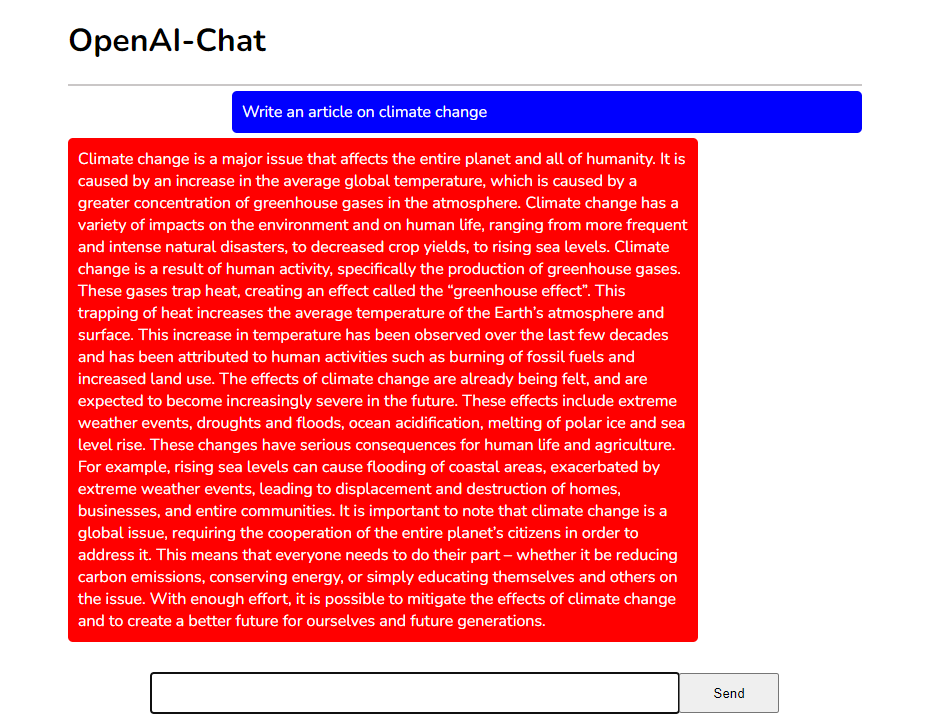 OpenAI-Chat
Write an article on climate change
Climate change is a major issue that affects the entire planet and all of humanity. It is
caused by an increase in the average global temperature, which is caused by a
greater concentration of greenhouse gases in the atmosphere. Climate change has a
variety of impacts on the environment and on human life, ranging from more frequent
and intense natural disasters, to decreased crop yields, to rising sea levels. Climate
change is a result of human activity, specifically the production of greenhouse gases.
These gases trap heat, creating an effect called the “greenhouse effect”. This
trapping of heat increases the average temperature of the Earth’s atmosphere and
surface. This increase in temperature has been observed over the last few decades
and has been attributed to human activities such as burning of fossil fuels and
increased land use. The effects of climate change are already being felt, and are
expected to become increasingly severe in the future. These effects include extreme
weather events, droughts and floods, ocean acidification, melting of polar ice and sea
level rise. These changes have serious consequences for human life and agriculture.
For example, rising sea levels can cause flooding of coastal areas, exacerbated by
extreme weather events, leading to displacement and destruction of homes,
businesses, and entire communities. It is important to note that climate change is a
global issue, requiring the cooperation of the entire planet’s citizens in order to
address it. This means that everyone needs to do their part – whether it be reducing
carbon emissions, conserving energy, or simply educating themselves and others on
the issue. With enough effort, it is possible to mitigate the effects of climate change
and to create a better future for ourselves and future generations.
Send